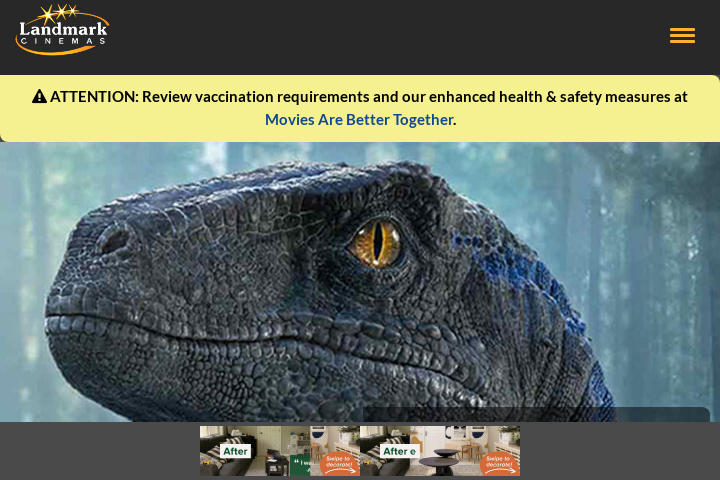 Landmark
CINEMAS
ATTENTION: Review vaccination requirements and our enhanced health & safety measures at
Movies Are Better Together.
After
"I w
Swipe to
decorate!
After e
Swipe to
decorate!